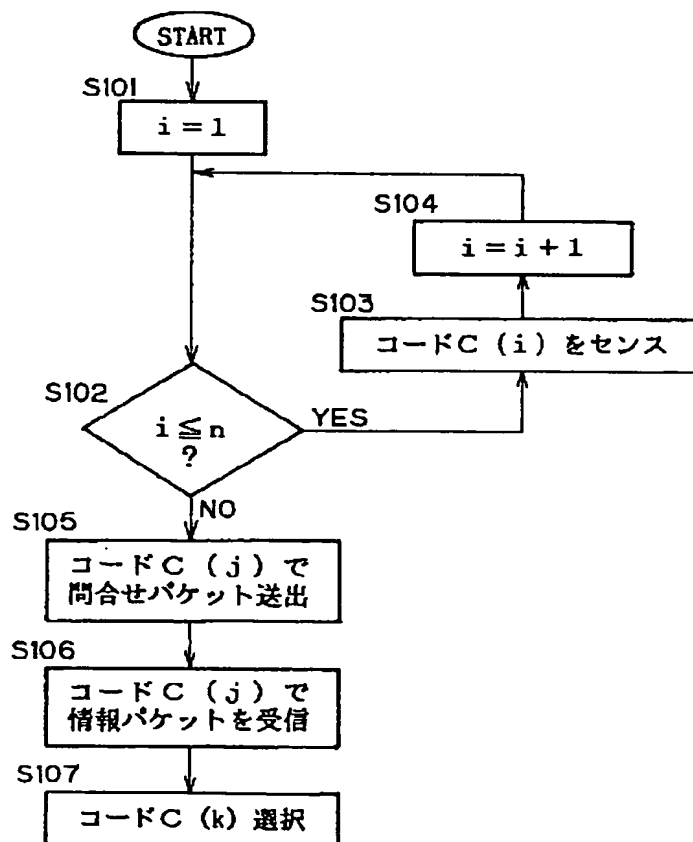 START
S101
i = 1
S104
i = i + 1
S103
コードC (i) をセンス
S102
i ≦ n
?
YES
NO
S105
コードC (j) で
問合せパケット送出
S106
コードC (j) で
情報パケットを受信
S107
コードC (k) 選択